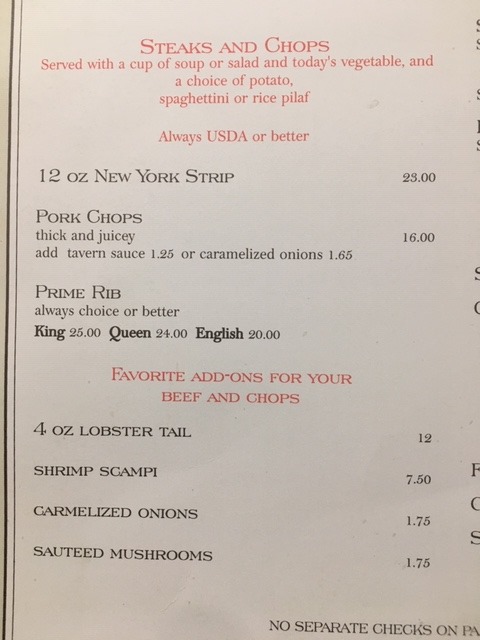 STEAKS AND CHOPS
Served with a cup of soup or salad and today's vegetable, and
a choice of potato,
spaghettini or rice pilaf
Always USDA or better
12 OZ NEW YORK STRIP 23.00
PORK CHOPS
thick and juicey 16.00
add tavern sauce 1.25 or caramelized onions 1.65
PRIME RIB
always choice or better
King 25.00 Queen 24.00 English 20.00
FAVORITE ADD-ONS FOR YOUR
BEEF AND CHOPS
4 OZ LOBSTER TAIL 12
SHRIMP SCAMPI 7.50
CARMELIZED ONIONS 1.75
SAUTEED MUSHROOMS 1.75
NO SEPARATE CHECKS ON PA